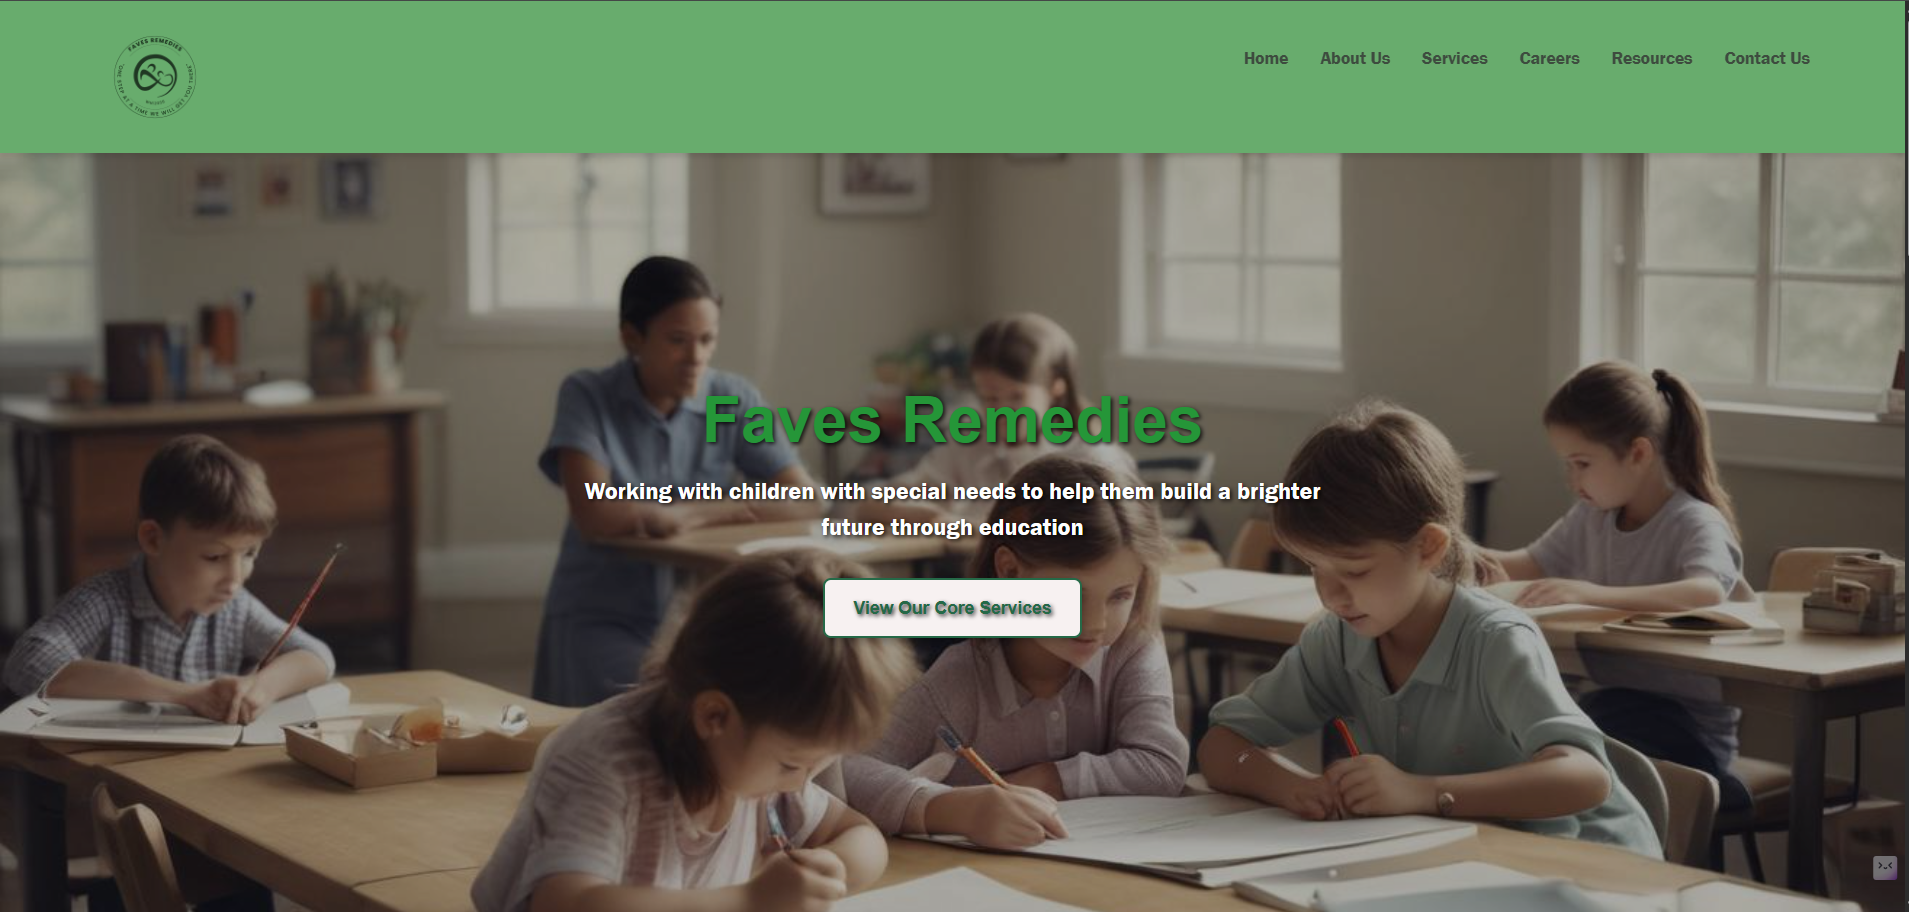 FAVES REMEDIES
"ONE STEP AT A TIME WE WILL GET YOU THERE"
Home
About Us
Services
Careers
Resources
Contact Us
Faves Remedies
Working with children with special needs to help them build a brighter
future through education
View Our Core Services